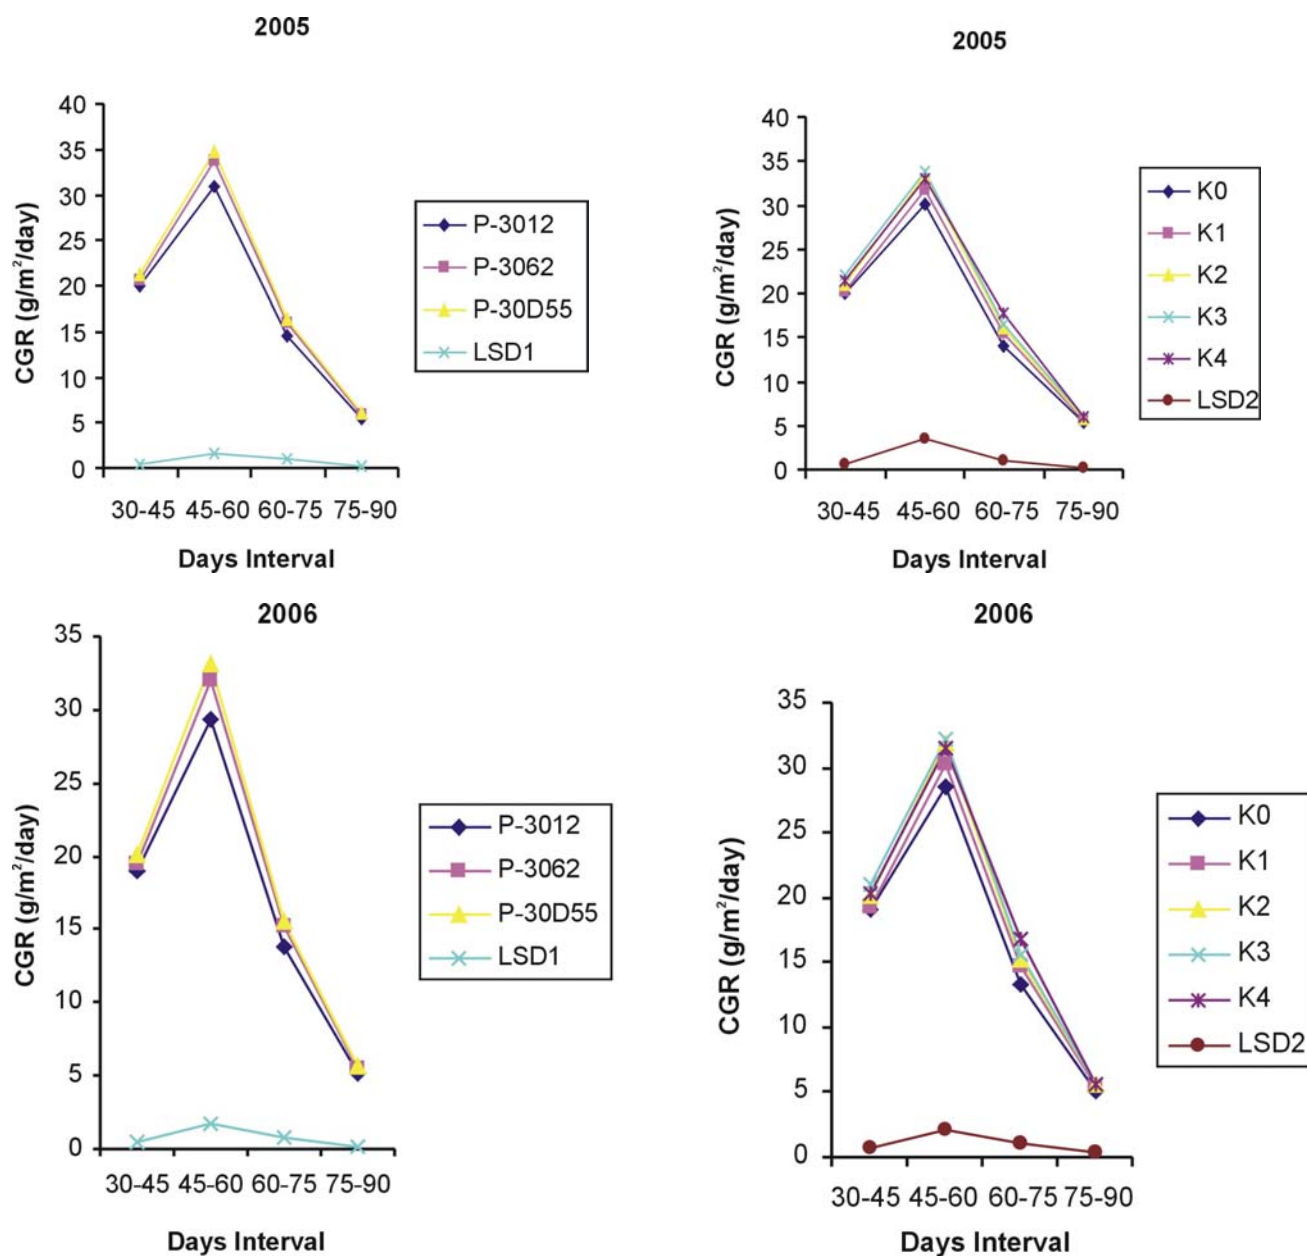 2005
40
35
30
25
20
15
10
5
0
CGR (g/m²/day)
30-45 45-60 60-75 75-90
Days Interval
P-3012
P-3062
P-30D55
LSD1
2005
40
35
30
25
20
15
10
5
0
CGR (g/m²/day)
30-45 45-60 60-75 75-90
Days Interval
K0
K1
K2
K3
K4
LSD2
2006
35
30
25
20
15
10
5
0
CGR (g/m²/day)
30-45 45-60 60-75 75-90
Days Interval
P-3012
P-3062
P-30D55
LSD1
2006
35
30
25
20
15
10
5
0
CGR (g/m²/day)
30-45 45-60 60-75 75-90
Days Interval
K0
K1
K2
K3
K4
LSD2